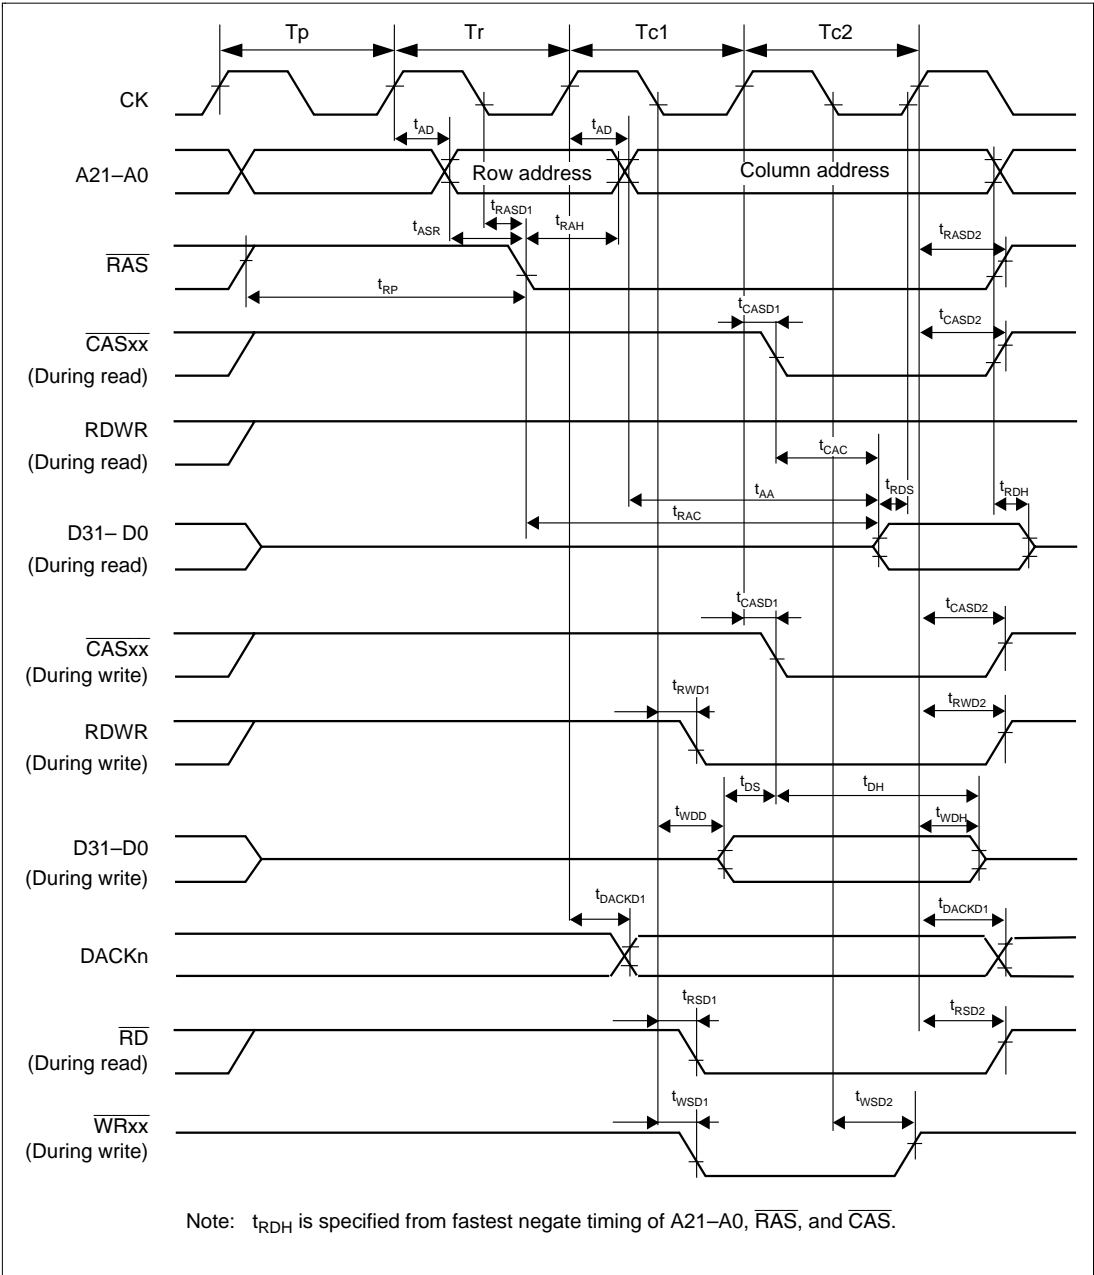 Tp Tr Tc1 Tc2
CK
tAD tAD
A21–A0 Row address Column address
tRASD1
tASR tRAH tRASD2
RAS
tRP
tCASD1 tCASD2
CASxx
(During read)
RDWR
(During read)
tCAC
tAA tRDS tRDH
tRAC
D31– D0
(During read)
tCASD1 tCASD2
CASxx
(During write)
tRWD1 tRWD2
RDWR
(During write)
tDS tDH
tWDD tWDH
D31–D0
(During write)
tDACKD1 tDACKD1
DACKn
tRSD1 tRSD2
RD
(During read)
tWSD1 tWSD2
WRxx
(During write)
Note: tRDH is specified from fastest negate timing of A21–A0, RAS, and CAS.